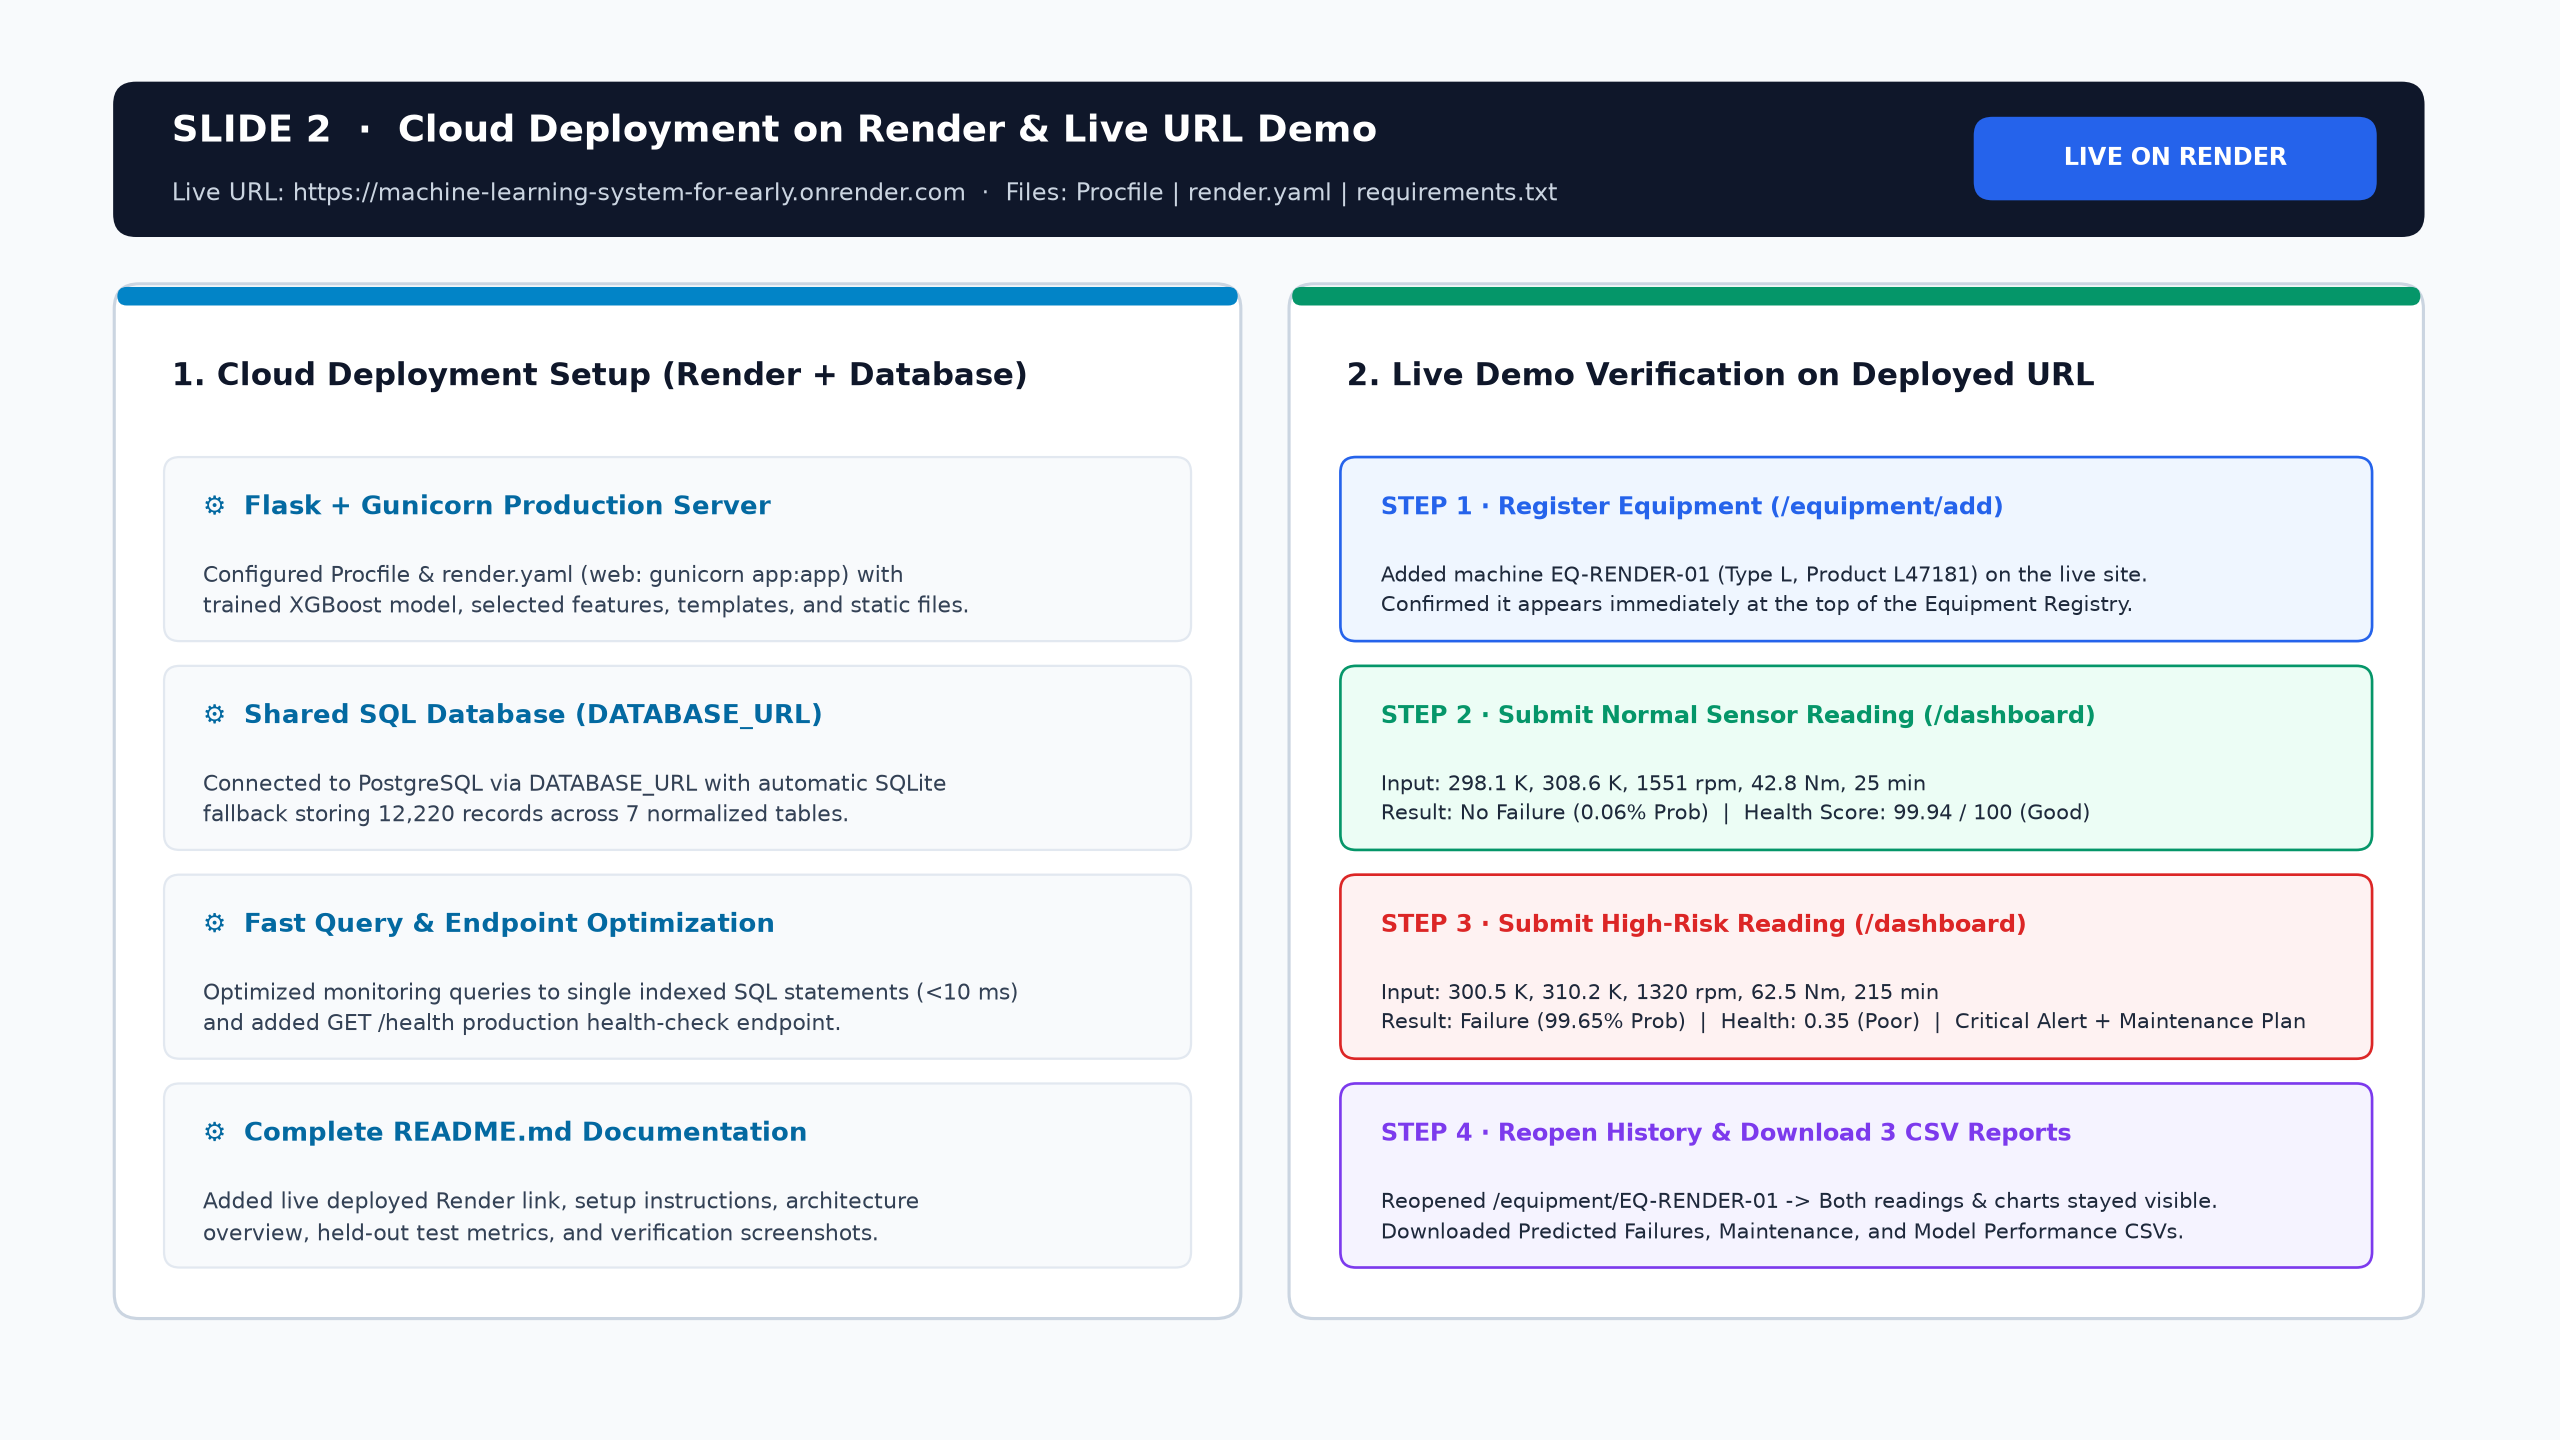 SLIDE 2 · Cloud Deployment on Render & Live URL Demo
Live URL: https://machine-learning-system-for-early.onrender.com · Files: Procfile | render.yaml | requirements.txt
LIVE ON RENDER
1. Cloud Deployment Setup (Render + Database)
⚙ Flask + Gunicorn Production Server
Configured Procfile & render.yaml (web: gunicorn app:app) with
trained XGBoost model, selected features, templates, and static files.
⚙ Shared SQL Database (DATABASE_URL)
Connected to PostgreSQL via DATABASE_URL with automatic SQLite
fallback storing 12,220 records across 7 normalized tables.
⚙ Fast Query & Endpoint Optimization
Optimized monitoring queries to single indexed SQL statements (<10 ms)
and added GET /health production health-check endpoint.
⚙ Complete README.md Documentation
Added live deployed Render link, setup instructions, architecture
overview, held-out test metrics, and verification screenshots.
2. Live Demo Verification on Deployed URL
STEP 1 · Register Equipment (/equipment/add)
Added machine EQ-RENDER-01 (Type L, Product L47181) on the live site.
Confirmed it appears immediately at the top of the Equipment Registry.
STEP 2 · Submit Normal Sensor Reading (/dashboard)
Input: 298.1 K, 308.6 K, 1551 rpm, 42.8 Nm, 25 min
Result: No Failure (0.06% Prob) | Health Score: 99.94 / 100 (Good)
STEP 3 · Submit High-Risk Reading (/dashboard)
Input: 300.5 K, 310.2 K, 1320 rpm, 62.5 Nm, 215 min
Result: Failure (99.65% Prob) | Health: 0.35 (Poor) | Critical Alert + Maintenance Plan
STEP 4 · Reopen History & Download 3 CSV Reports
Reopened /equipment/EQ-RENDER-01 -> Both readings & charts stayed visible.
Downloaded Predicted Failures, Maintenance, and Model Performance CSVs.